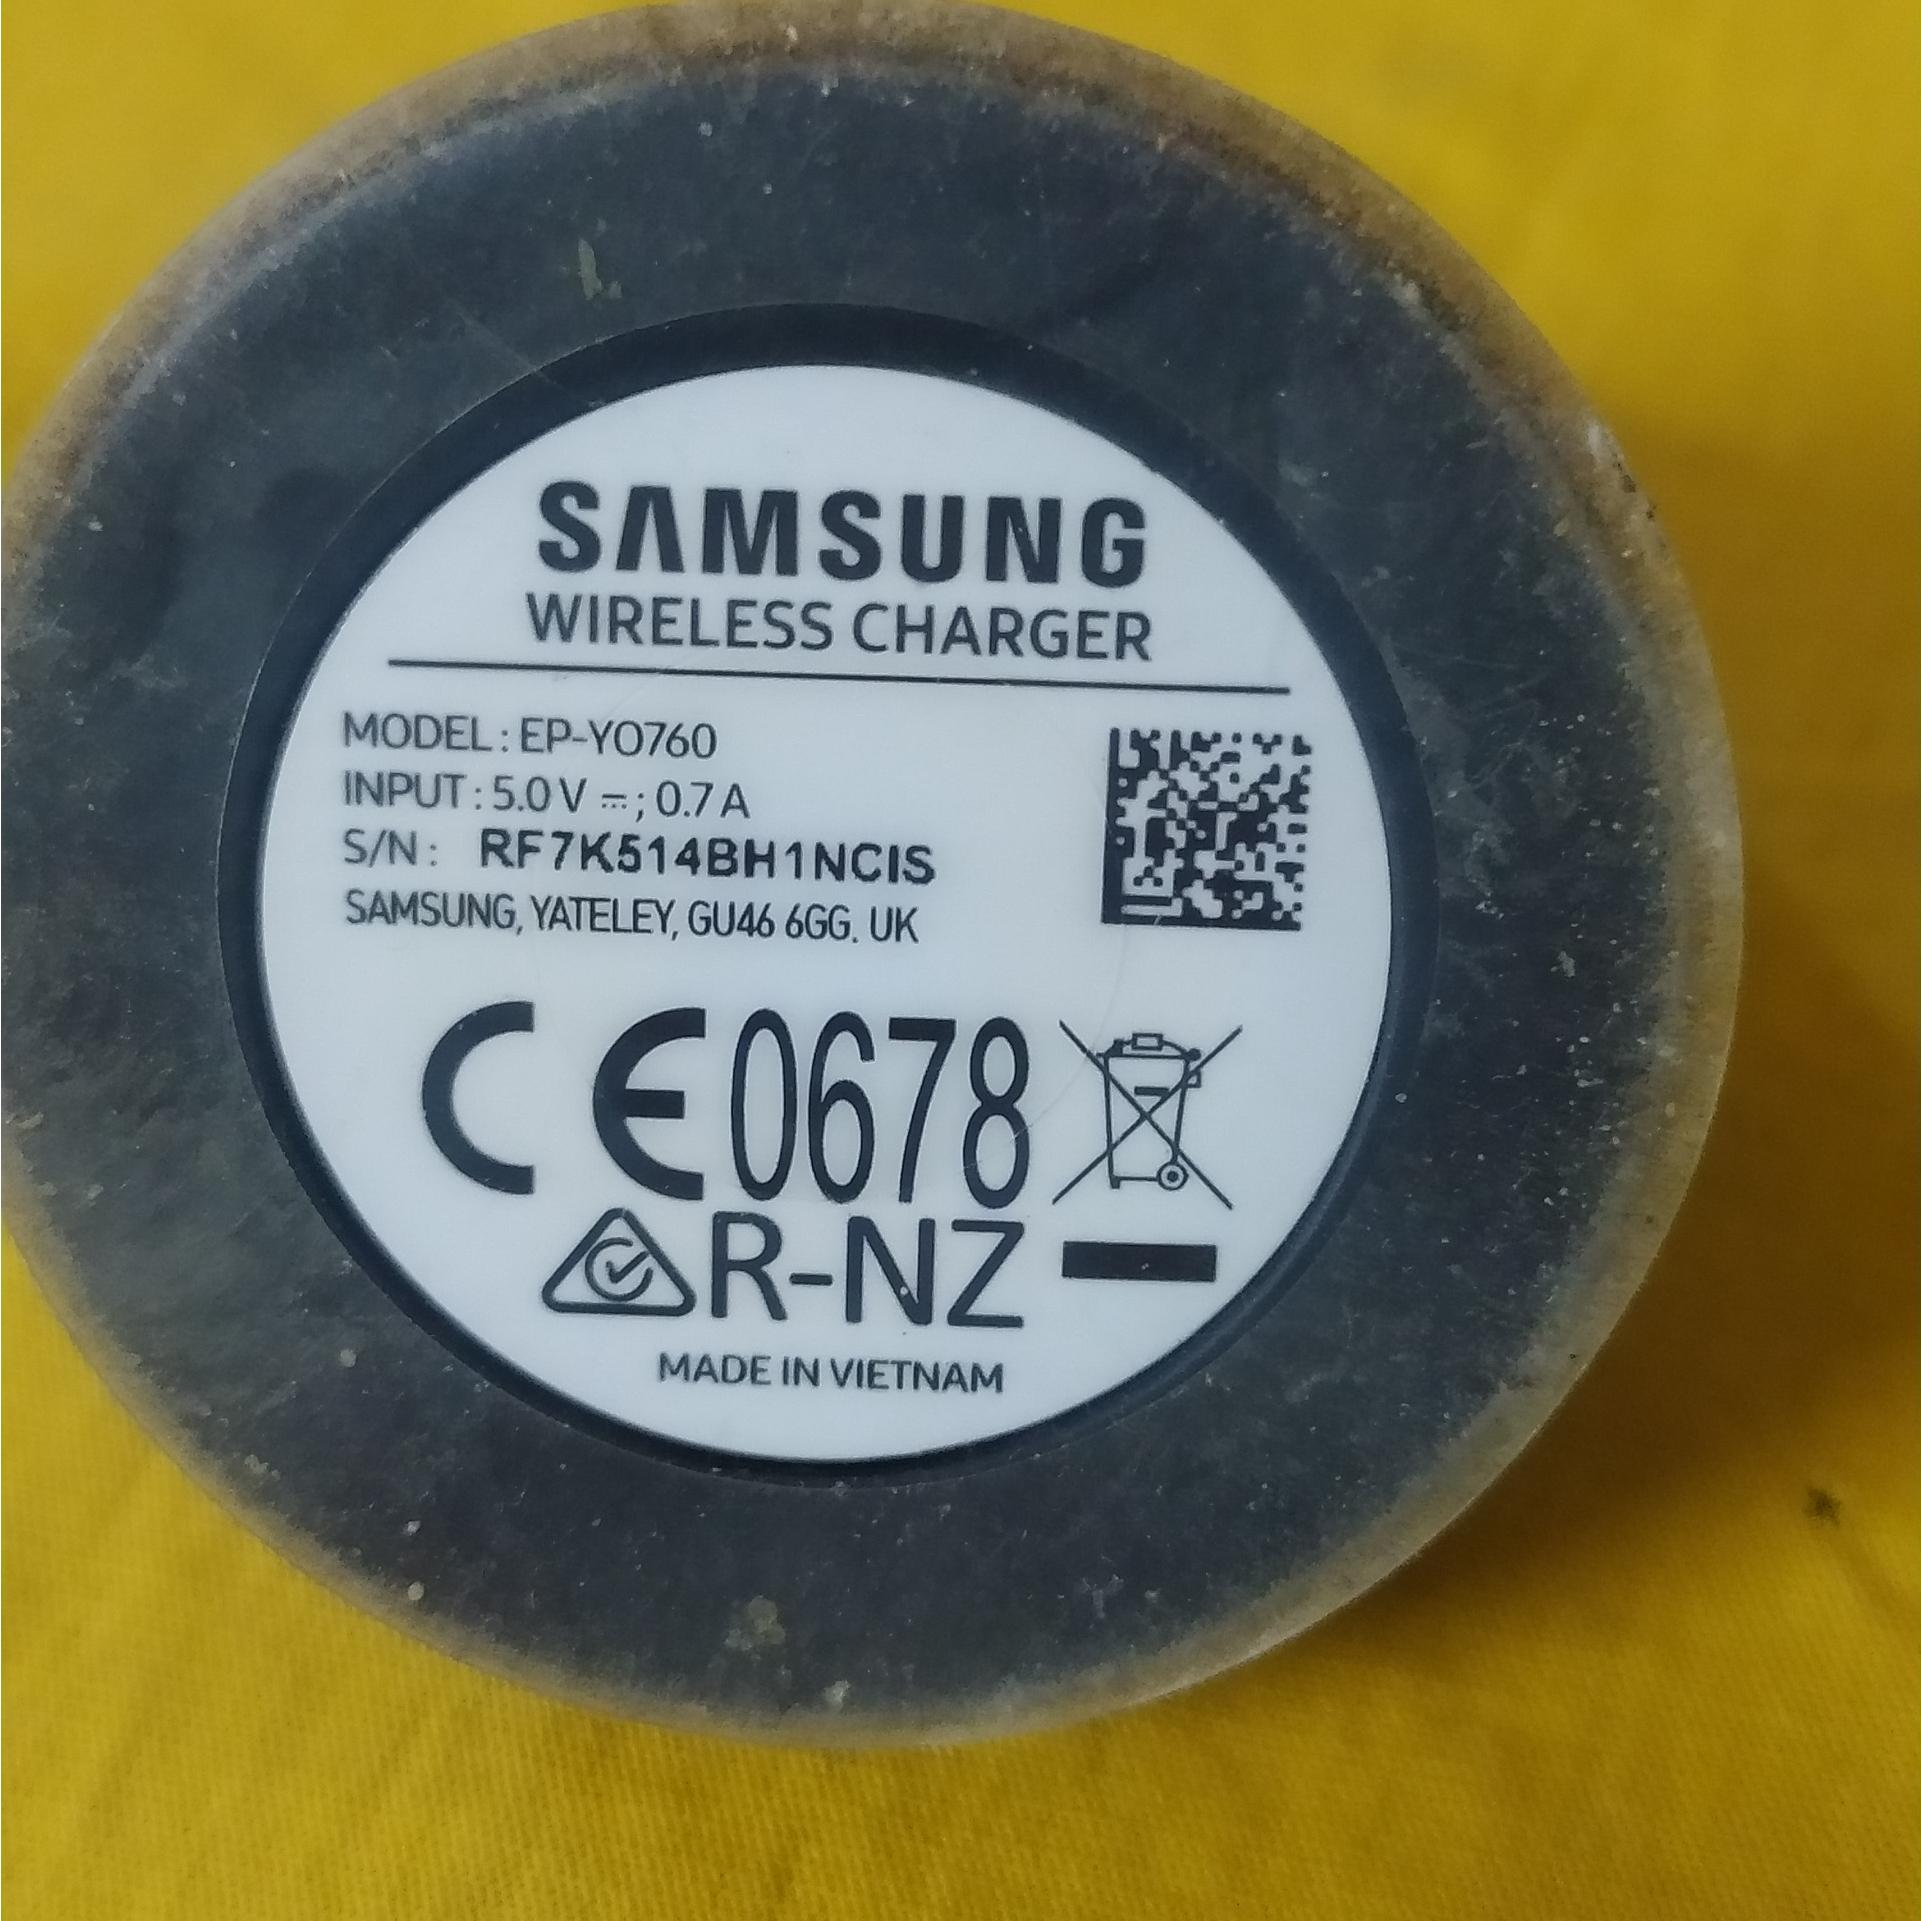 SAMSUNG
WIRELESS CHARGER
MODEL : EP-YO760
INPUT : 5.0 V ⎓ ; 0.7 A
S/N : RF7K514BH1NCIS
SAMSUNG, YATELEY, GU46 6GG. UK
CE0678
R-NZ
MADE IN VIETNAM